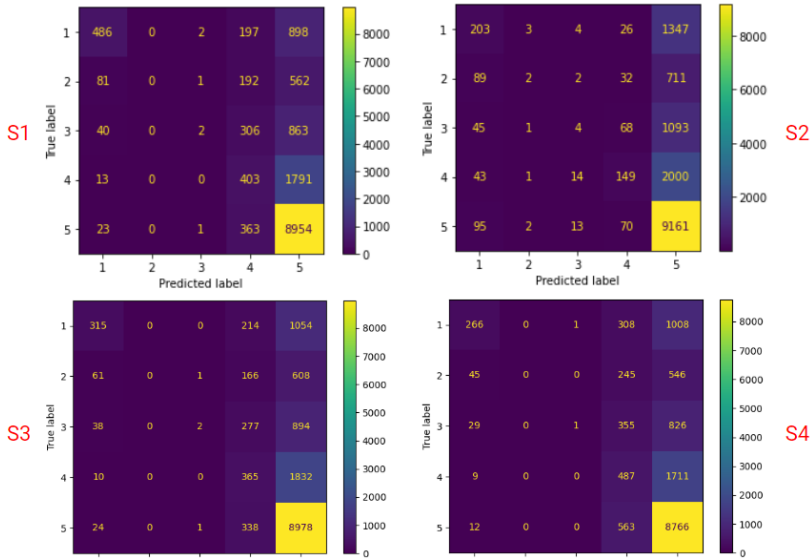 S1
True label
1 486 0 2 197 898
2 81 0 1 192 562
3 40 0 2 306 863
4 13 0 0 403 1791
5 23 0 1 363 8954
1 2 3 4 5
Predicted label
8000
7000
6000
5000
4000
3000
2000
1000
0
S2
True label
1 203 3 4 26 1347
2 89 2 2 32 711
3 45 1 4 68 1093
4 43 1 14 149 2000
5 95 2 13 70 9161
1 2 3 4 5
Predicted label
8000
6000
4000
2000
S3
True label
1 315 0 0 214 1054
2 61 0 1 166 608
3 38 0 2 277 894
4 10 0 0 365 1832
5 24 0 1 338 8978
8000
7000
6000
5000
4000
3000
2000
1000
0
S4
True label
1 266 0 1 308 1008
2 45 0 0 245 546
3 29 0 1 355 826
4 9 0 0 487 1711
5 12 0 0 563 8766
8000
7000
6000
5000
4000
3000
2000
1000
0